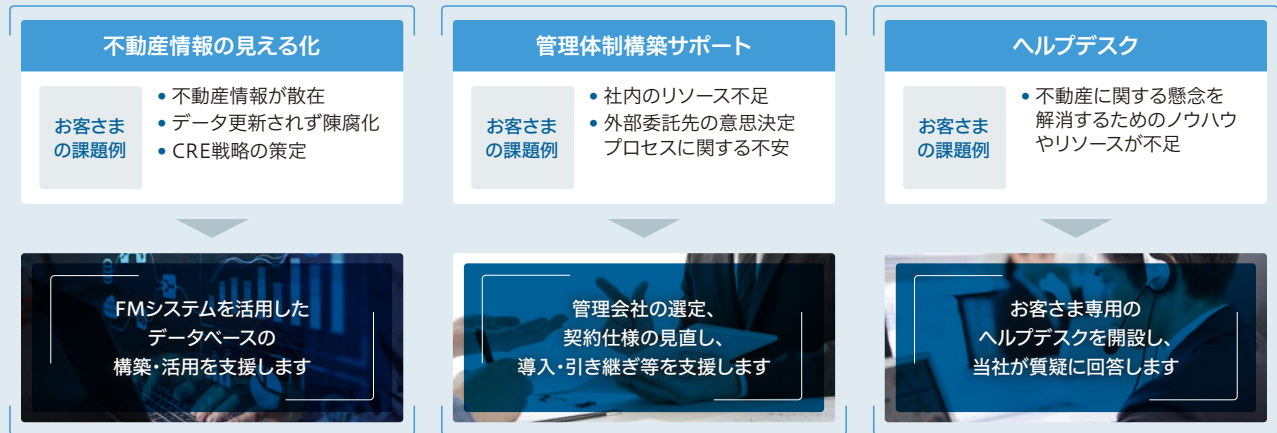 不動産情報の見える化
お客さま
の課題例
• 不動産情報が散在
• データ更新されず陳腐化
• CRE戦略の策定
FMシステムを活用した
データベースの
構築・活用を支援します
管理体制構築サポート
お客さま
の課題例
• 社内のリソース不足
• 外部委託先の意思決定
プロセスに関する不安
管理会社の選定、
契約仕様の見直し、
導入・引き継ぎ等を支援します
ヘルプデスク
お客さま
の課題例
• 不動産に関する懸念を
解消するためのノウハウ
やリソースが不足
お客さま専用の
ヘルプデスクを開設し、
当社が質疑に回答します